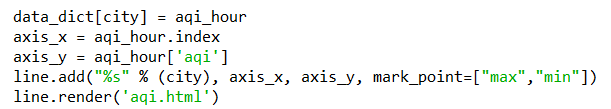 data_dict[city] = aqi_hour
axis_x = aqi_hour.index
axis_y = aqi_hour['aqi']
line.add("%s" % (city), axis_x, axis_y, mark_point=["max","min"])
line.render('aqi.html')